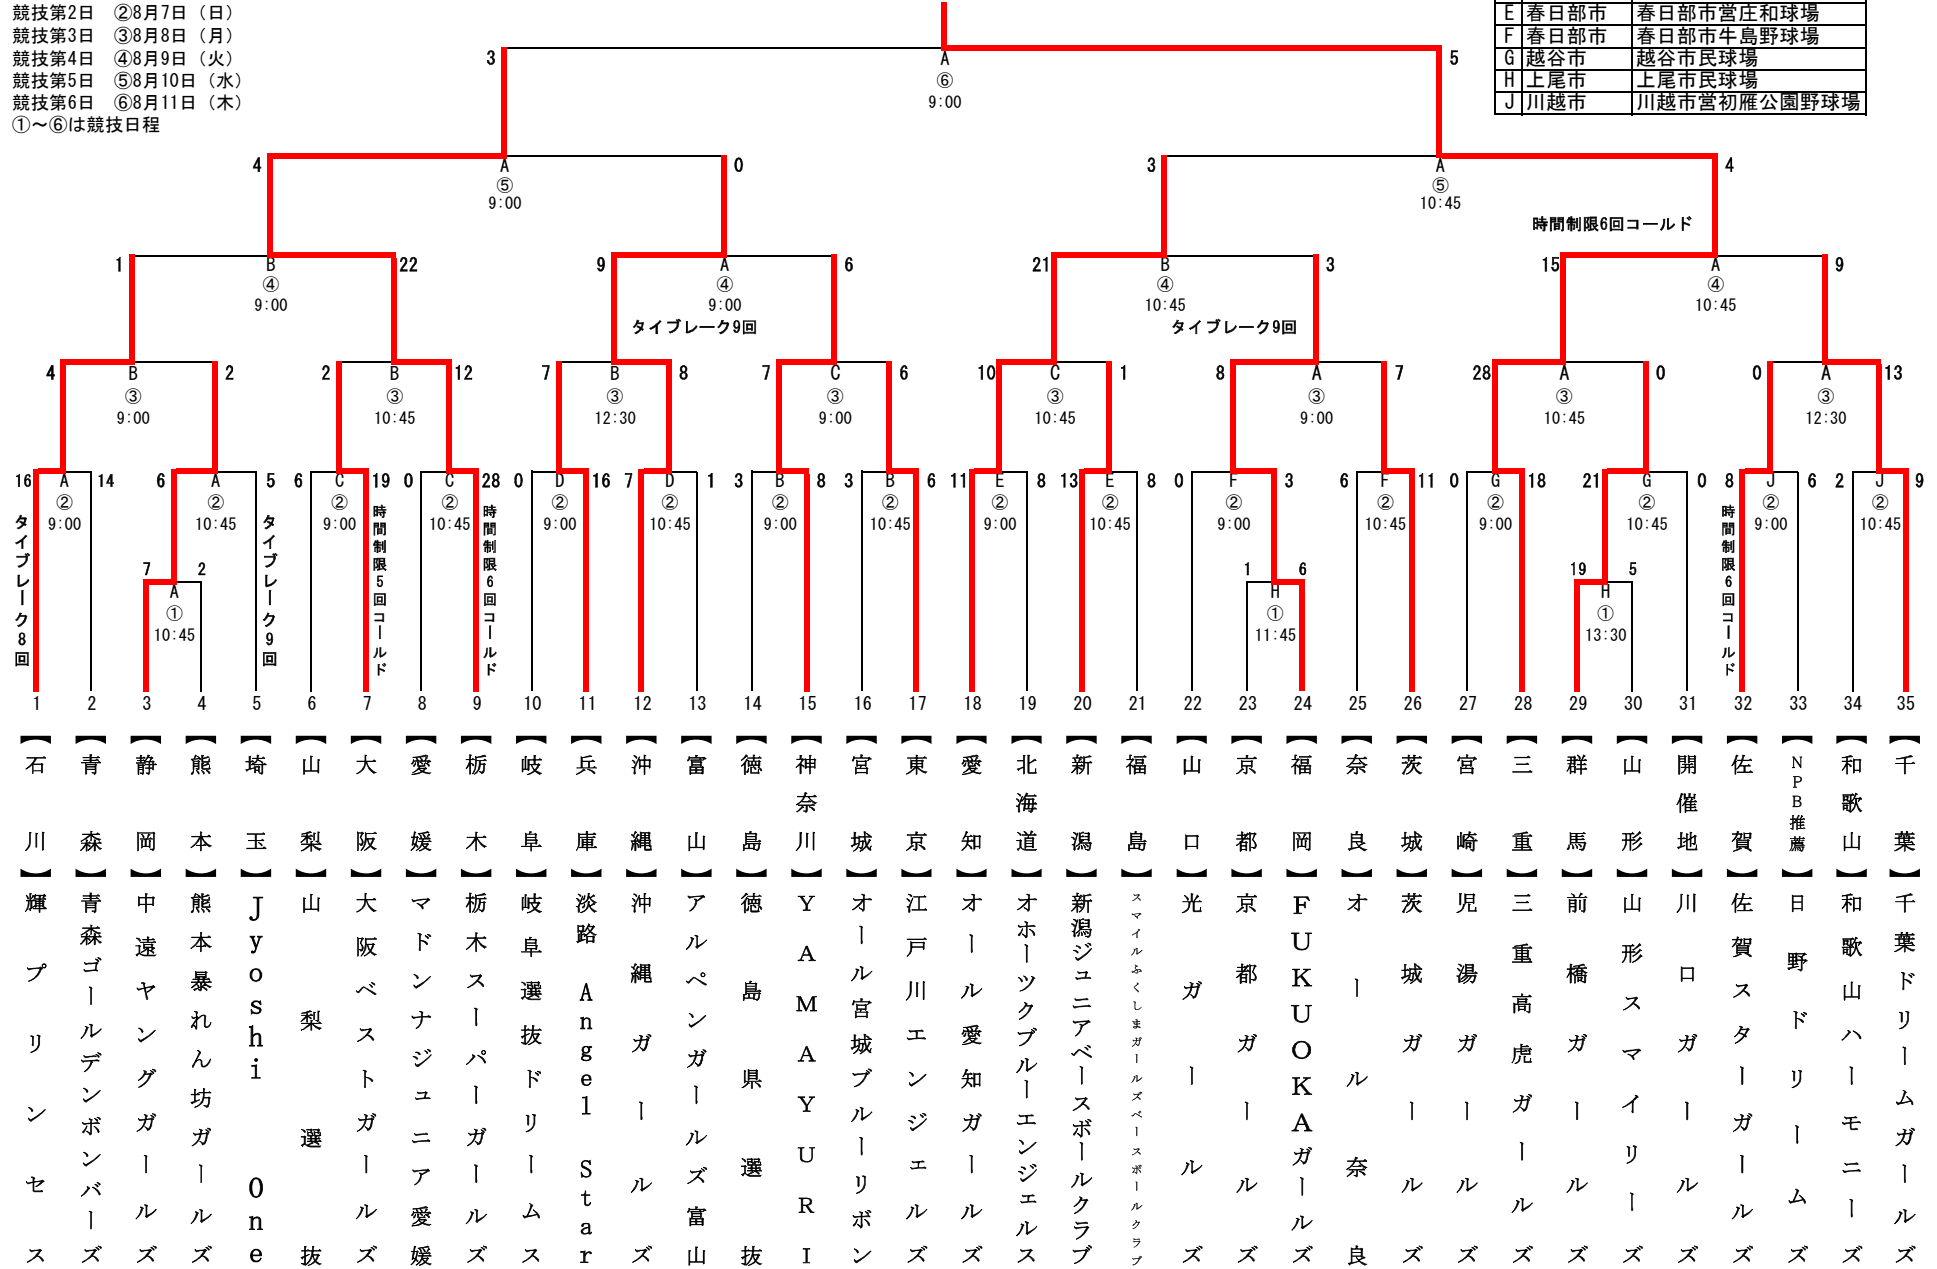 競技第2日　②8月7日（日）
競技第3日　③8月8日（月）
競技第4日　④8月9日（火）
競技第5日　⑤8月10日（水）
競技第6日　⑥8月11日（木）
①～⑥は競技日程
E 春日部市 春日部市営庄和球場
F 春日部市 春日部市牛島野球場
G 越谷市 越谷市民球場
H 上尾市 上尾市民球場
J 川越市 川越市営初雁公園野球場
3 A 5
⑥
9:00
4 A 0 3 A 4
⑤ ⑤
9:00 10:45
時間制限6回コールド
1 B 22 9 A 6 21 B 3 15 A 9
④ ④ ④ ④
9:00 9:00 10:45 10:45
タイブレーク9回 タイブレーク9回
4 B 2 2 B 12 7 B 8 7 C 6 10 C 1 8 A 7 28 A 0 0 A 13
③ ③ ③ ③ ③ ③ ③ ③
9:00 10:45 12:30 9:00 10:45 9:00 10:45 12:30
16 A 14 6 A 5 6 C 19 0 C 28 0 D 16 7 D 1 3 B 8 3 B 6 11 E 8 13 E 8 0 F 3 6 F 11 0 G 18 21 G 0 8 J 6 2 J 9
② ② ② ② ② ② ② ② ② ② ② ② ② ② ② ②
9:00 10:45 9:00 10:45 9:00 10:45 9:00 10:45 9:00 10:45 9:00 10:45 9:00 10:45 9:00 10:45
タイブレーク8回
タイブレーク9回
時間制限5回コールド
時間制限6回コールド
時間制限6回コールド
7 A 2 1 H 6 19 H 5
① ① ①
10:45 11:45 13:30
1 2 3 4 5 6 7 8 9 10 11 12 13 14 15 16 17 18 19 20 21 22 23 24 25 26 27 28 29 30 31 32 33 34 35
【石川】輝プリンセス
【青森】青森ゴールデンボンバーズ
【静岡】中遠ヤングガールズ
【熊本】熊本暴れん坊ガールズ
【埼玉】Jyoshi One
【山梨】山梨選抜
【大阪】大阪ベストガールズ
【愛媛】マドンナジュニア愛媛
【栃木】栃木スーパーガールズ
【岐阜】岐阜選抜ドリームス
【兵庫】淡路 Angel Star
【沖縄】沖縄ガールズ
【富山】アルペンガールズ富山
【徳島】徳島県選抜
【神奈川】YAMAYURI
【宮城】オール宮城ブルーリボン
【東京】江戸川エンジェルズ
【愛知】オール愛知ガールズ
【北海道】オホーツクブルーエンジェルス
【新潟】新潟ジュニアベースボールクラブ
【福島】スマイルふくしまガールズベースボールクラブ
【山口】光ガールズ
【京都】京都ガールズ
【福岡】FUKUOKAガールズ
【奈良】オール奈良
【茨城】茨城ガールズ
【宮崎】児湯ガールズ
【三重】三重高虎ガールズ
【群馬】前橋ガールズ
【山形】山形スマイリーズ
【開催地】川口ガールズ
【佐賀】佐賀スターガールズ
【NPB推薦】日野ドリームズ
【和歌山】和歌山ハーモニーズ
【千葉】千葉ドリームガールズ